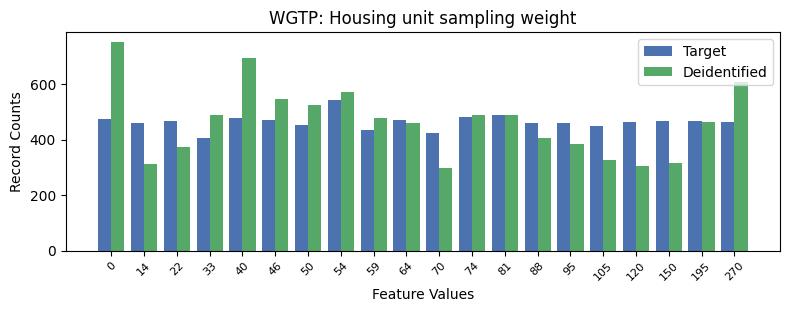 WGTP: Housing unit sampling weight
Target
Deidentified
Record Counts
600
400
200
0
0 14 22 33 40 46 50 54 59 64 70 74 81 88 95 105 120 150 195 270
Feature Values